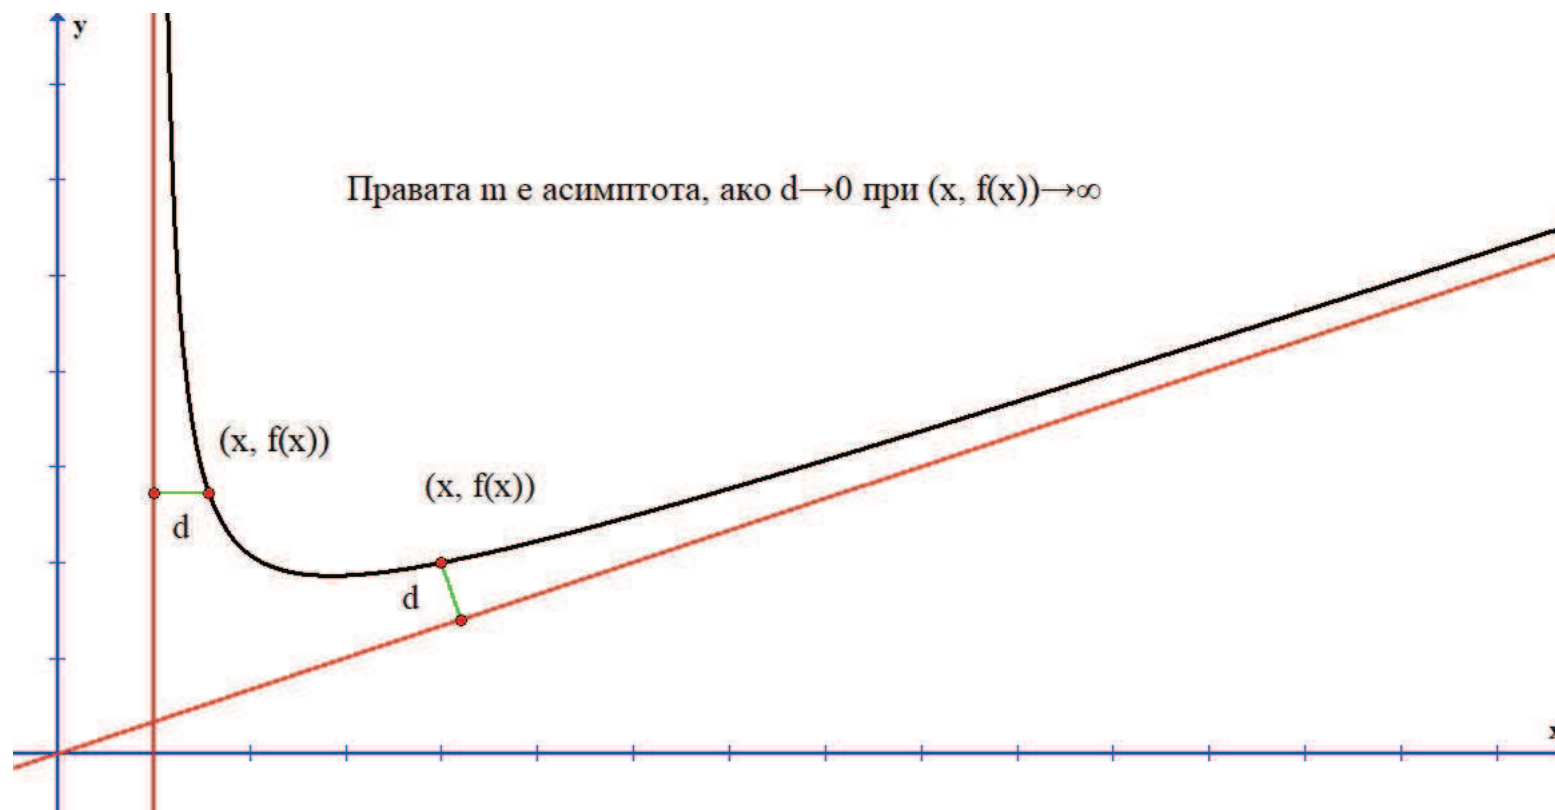 y
Правата m е асимптота, ако d→0 при (x, f(x))→∞
(x, f(x))
(x, f(x))
d
d
x